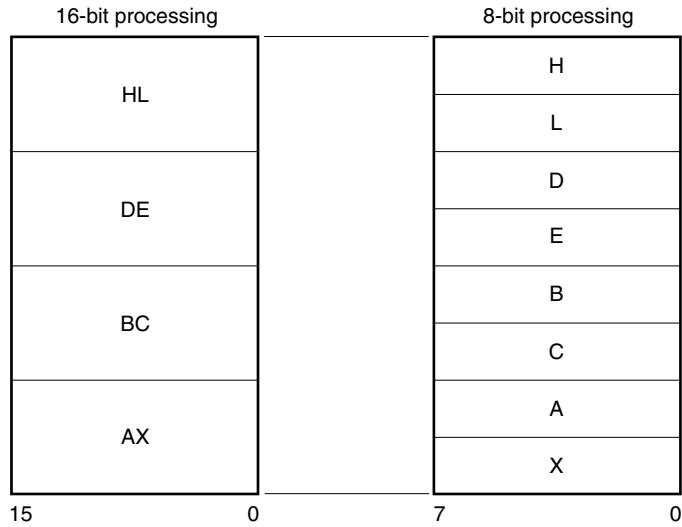 16-bit processing
8-bit processing
HL
DE
BC
AX
H
L
D
E
B
C
A
X
15 0
7 0